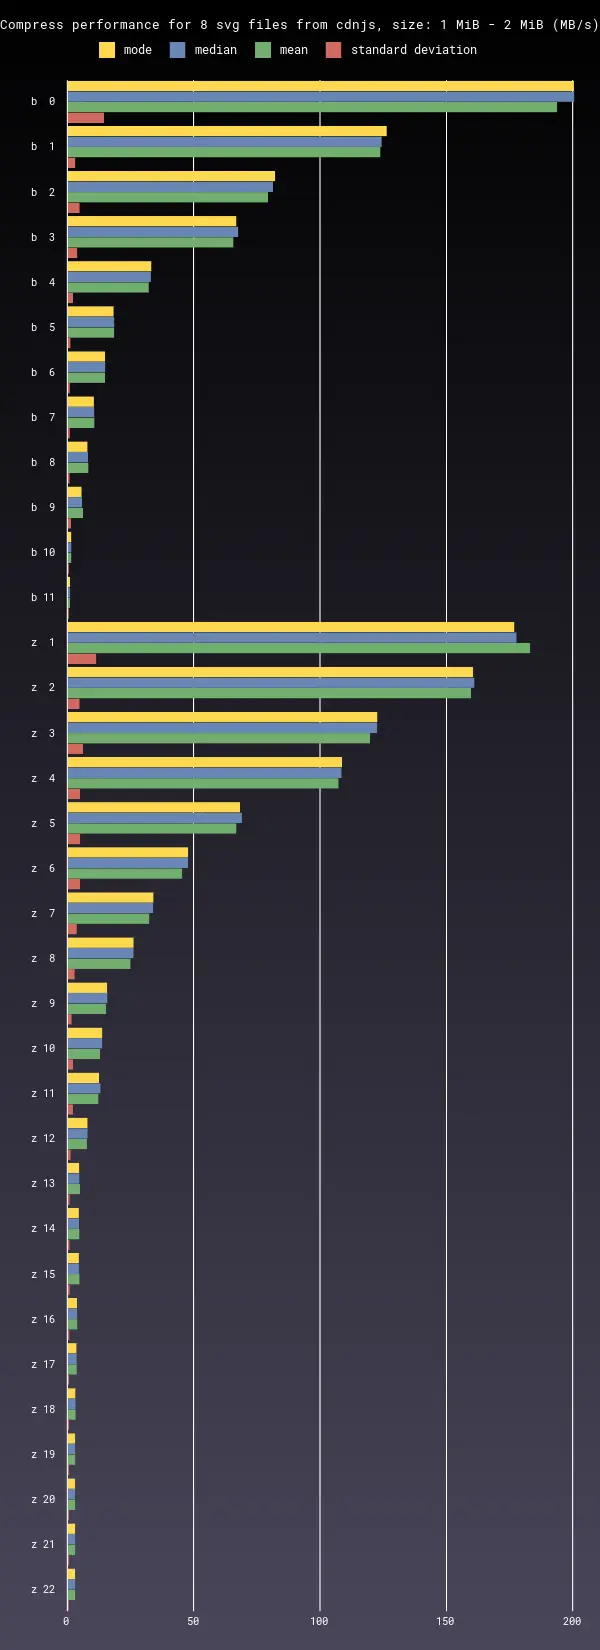 Compress performance for 8 svg files from cdnjs, size: 1 MiB - 2 MiB (MB/s)
mode median mean standard deviation
b 0
b 1
b 2
b 3
b 4
b 5
b 6
b 7
b 8
b 9
b 10
b 11
z 1
z 2
z 3
z 4
z 5
z 6
z 7
z 8
z 9
z 10
z 11
z 12
z 13
z 14
z 15
z 16
z 17
z 18
z 19
z 20
z 21
z 22
0 50 100 150 200